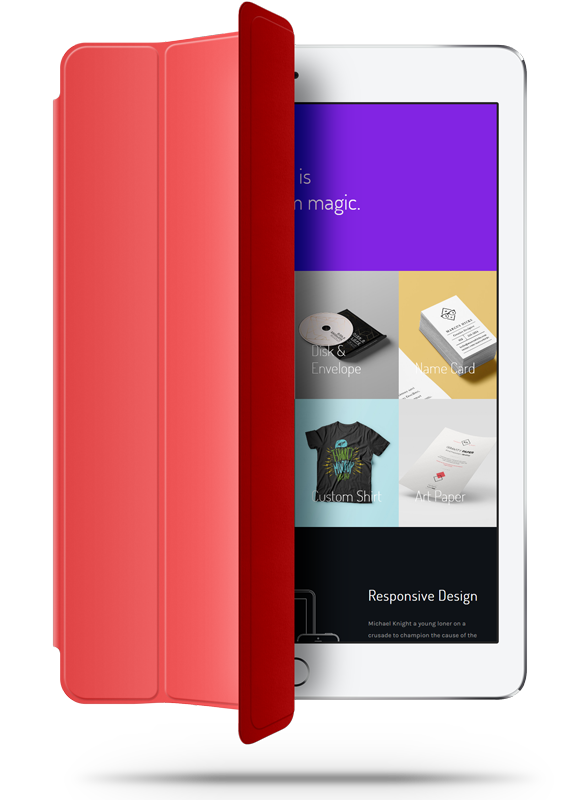 is
magic.
Disk &
Envelope
Name Card
Custom Shirt
Art Paper
Responsive Design
Michael Knight a young loner on a
crusade to champion the cause of the